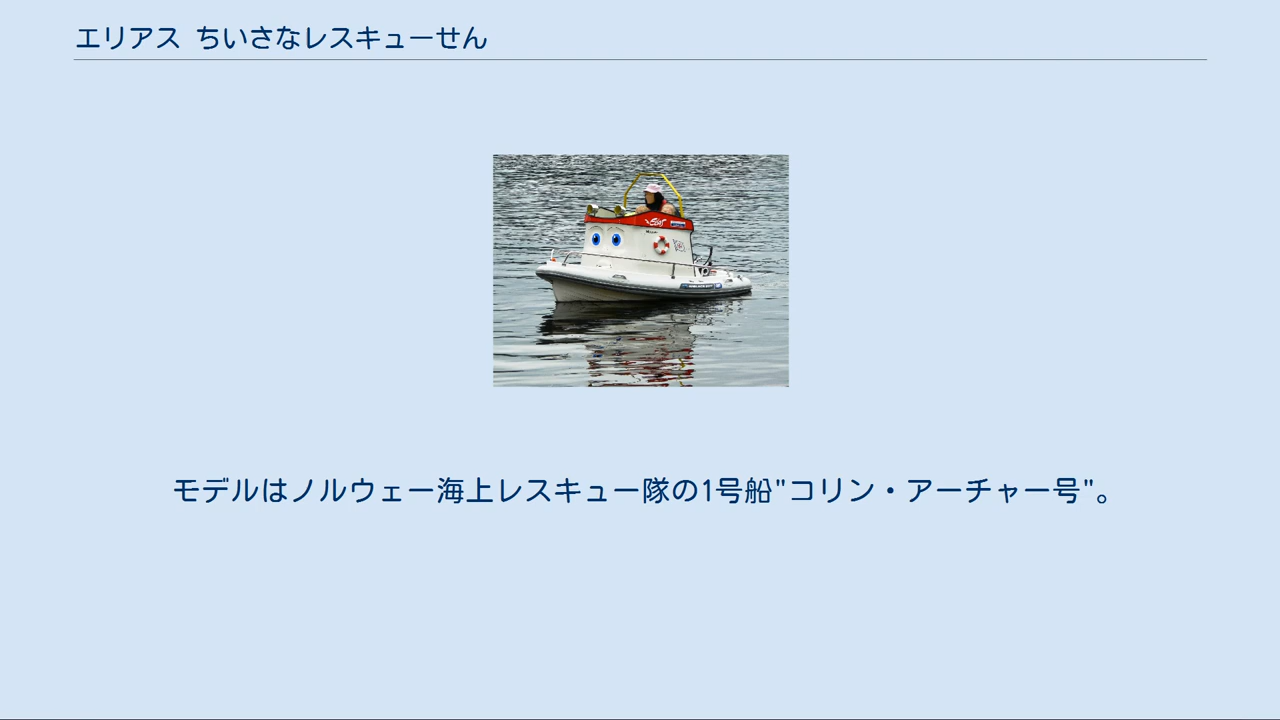 エリアス ちいさなレスキューせん
モデルはノルウェー海上レスキュー隊の1号船"コリン・アーチャー号"。